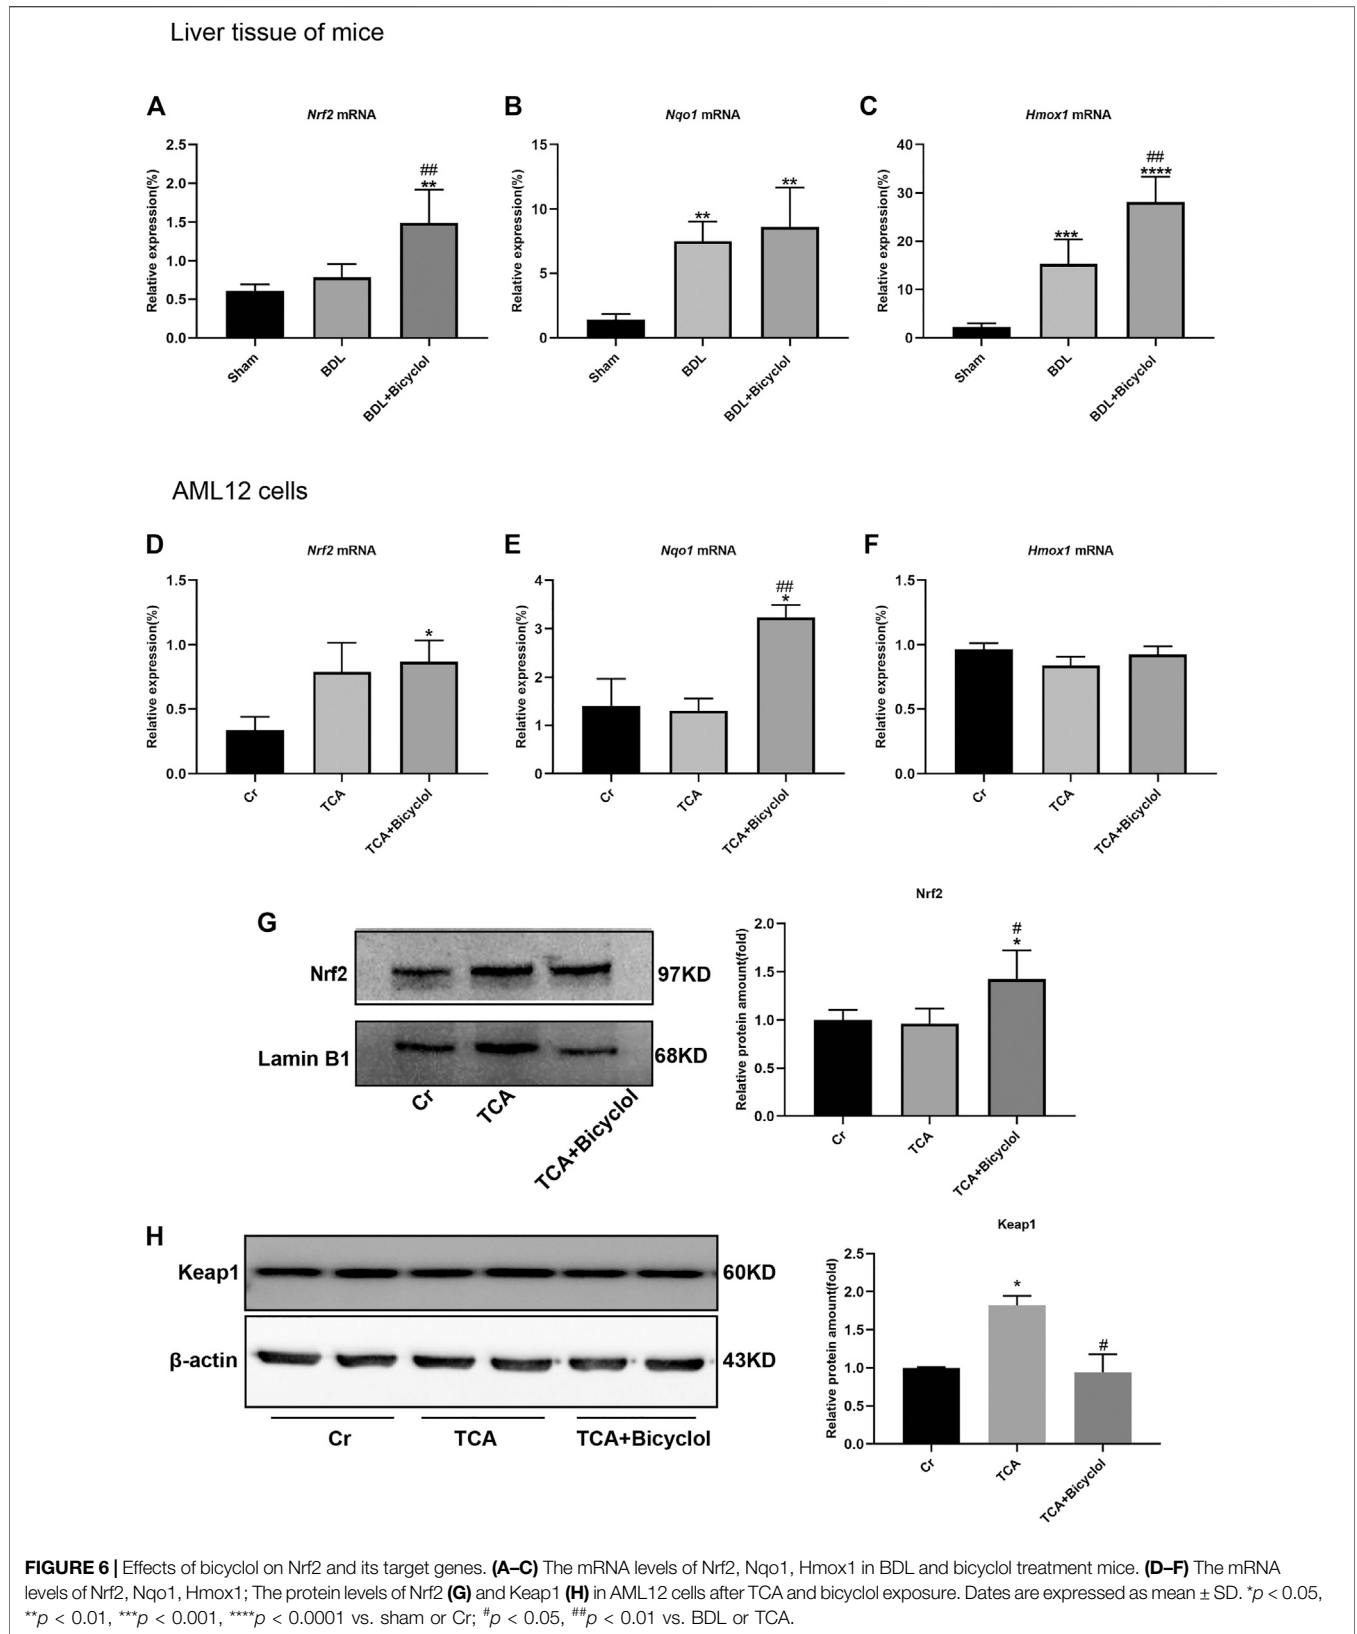 Liver tissue of mice
A
Nrf2 mRNA
Relative expression(%)
2.5
2.0
1.5
1.0
0.5
0.0
##
**
Sham
BDL
BDL+Bicyclol
B
Nqo1 mRNA
Relative expression(%)
15
10
5
0
**
**
Sham
BDL
BDL+Bicyclol
C
Hmox1 mRNA
Relative expression(%)
40
30
20
10
0
***
##
****
Sham
BDL
BDL+Bicyclol
AML12 cells
D
Nrf2 mRNA
Relative expression(%)
1.5
1.0
0.5
0.0
*
Cr
TCA
TCA+Bicyclol
E
Nqo1 mRNA
Relative expression(%)
4
3
2
1
0
##
*
Cr
TCA
TCA+Bicyclol
F
Hmox1 mRNA
Relative expression(%)
1.5
1.0
0.5
0.0
Cr
TCA
TCA+Bicyclol
G
Nrf2
97KD
Lamin B1
68KD
Cr
TCA
TCA+Bicyclol
Nrf2
Relative protein amount(fold)
2.0
1.5
1.0
0.5
0.0
#
*
Cr
TCA
TCA+Bicyclol
H
Keap1
60KD
β-actin
43KD
Cr
TCA
TCA+Bicyclol
Keap1
Relative protein amount(fold)
2.5
2.0
1.5
1.0
0.5
0.0
*
#
Cr
TCA
TCA+Bicyclol
FIGURE 6 | Effects of bicyclol on Nrf2 and its target genes. (A–C) The mRNA levels of Nrf2, Nqo1, Hmox1 in BDL and bicyclol treatment mice. (D–F) The mRNA
levels of Nrf2, Nqo1, Hmox1; The protein levels of Nrf2 (G) and Keap1 (H) in AML12 cells after TCA and bicyclol exposure. Dates are expressed as mean ± SD. *p < 0.05,
**p < 0.01, ***p < 0.001, ****p < 0.0001 vs. sham or Cr; #p < 0.05, ##p < 0.01 vs. BDL or TCA.